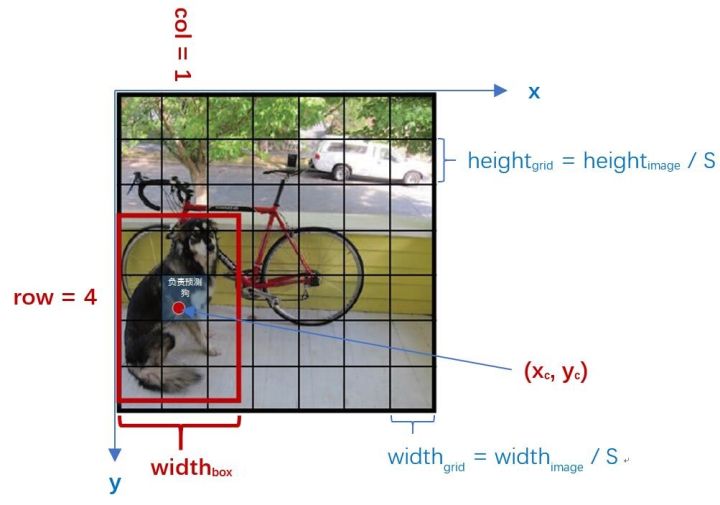 col = 1
x
height_grid = height_image / S
负责预测
狗
row = 4
(x_c, y_c)
width_box
width_grid = width_image / S
y